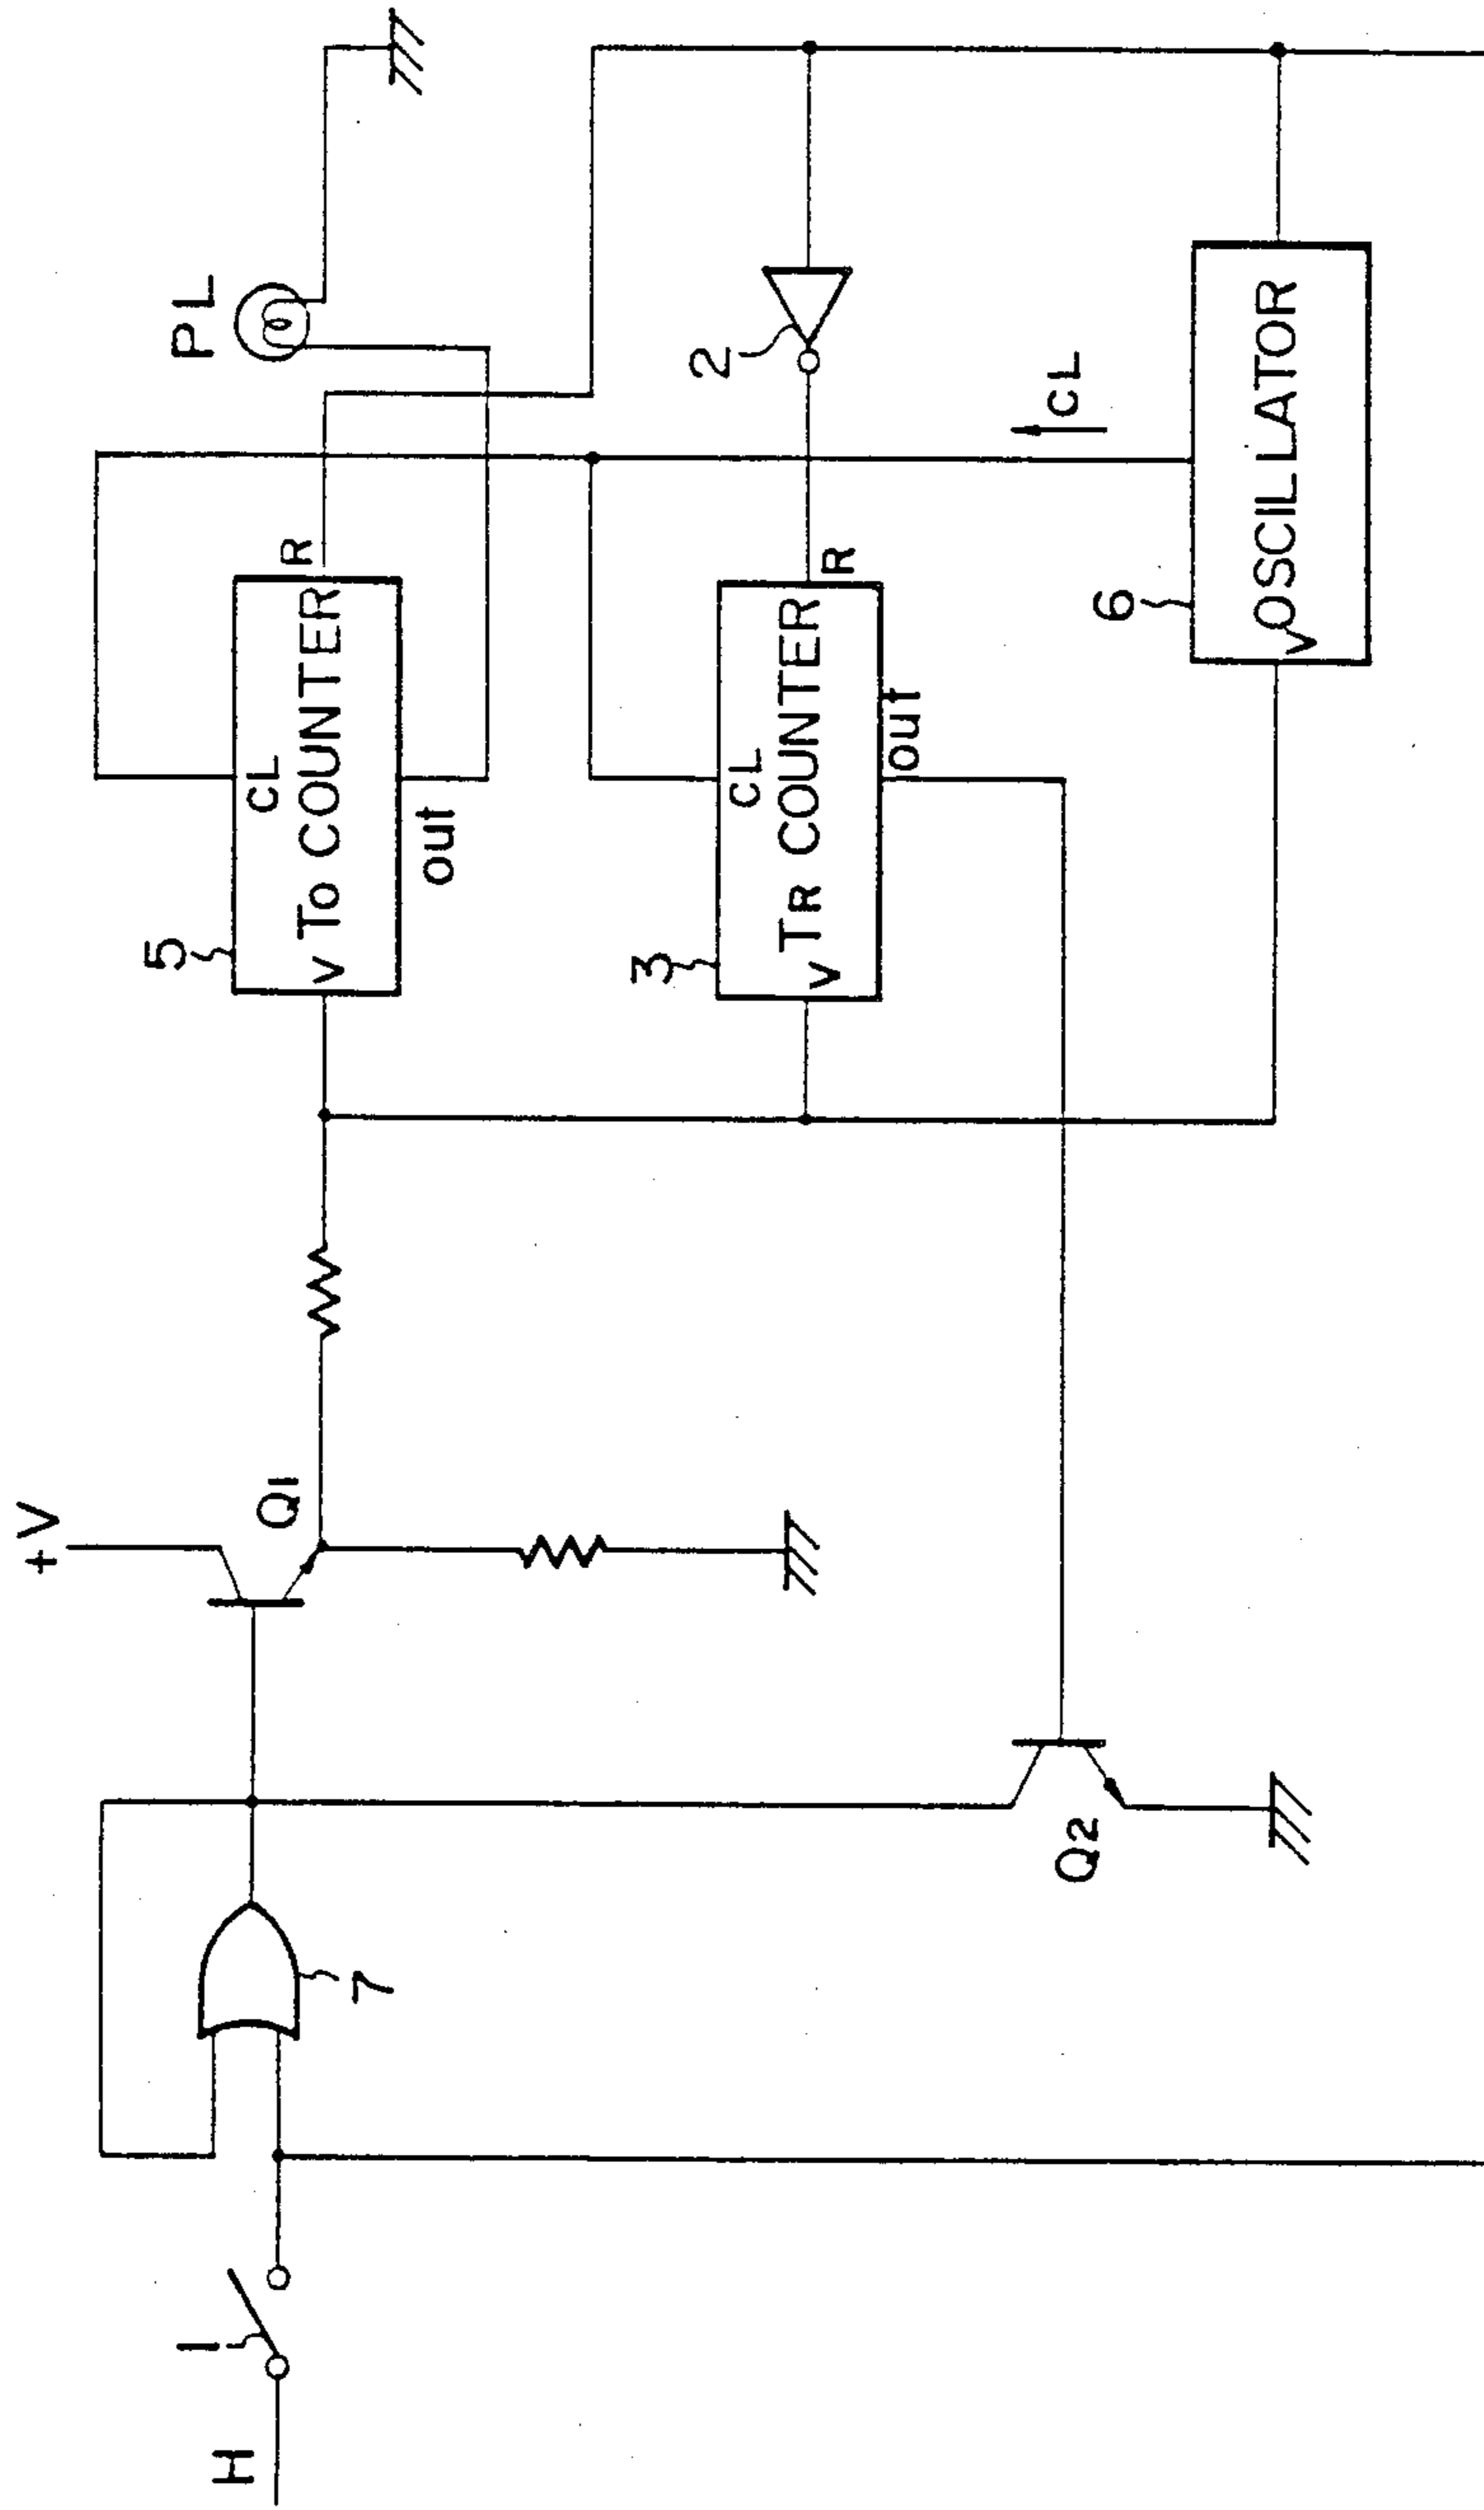 H
1
7
+V
Q1
Q2
5
CL
V To COUNTER
R
out
PL
3
CL
V TR COUNTER
R
out
2
CL
6
V OSCILLATOR